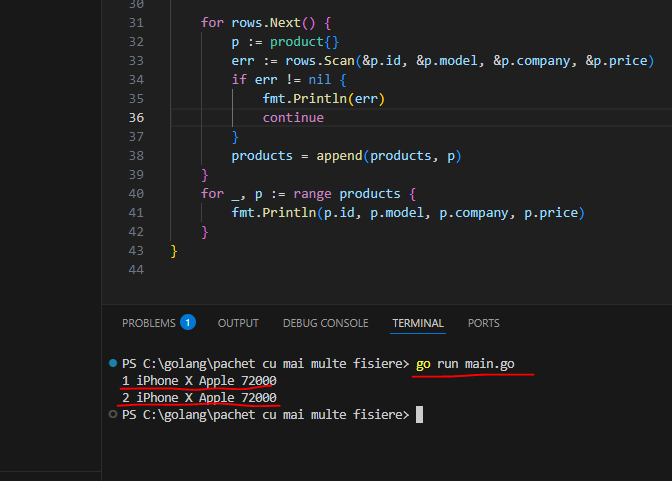 30
31 for rows.Next() {
32 p := product{}
33 err := rows.Scan(&p.id, &p.model, &p.company, &p.price)
34 if err != nil {
35 fmt.Println(err)
36 continue
37 }
38 products = append(products, p)
39 }
40 for _, p := range products {
41 fmt.Println(p.id, p.model, p.company, p.price)
42 }
43 }
44
PROBLEMS 1 OUTPUT DEBUG CONSOLE TERMINAL PORTS
PS C:\golang\pachet cu mai multe fisiere> go run main.go
1 iPhone X Apple 72000
2 iPhone X Apple 72000
PS C:\golang\pachet cu mai multe fisiere>